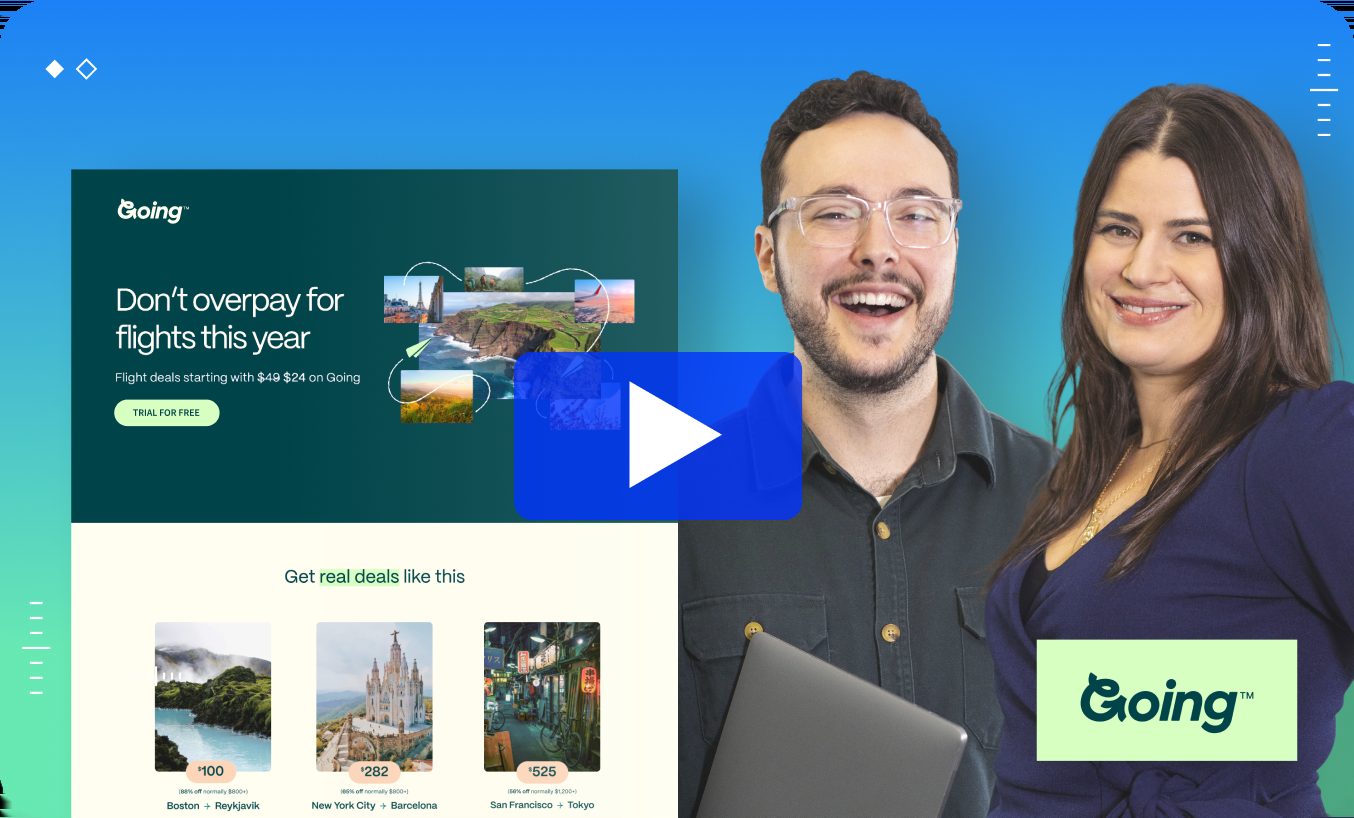 Going™
Don't overpay for
flights this year
Flight deals starting with $49 $24 on Going
TRIAL FOR FREE
Get real deals like this
$100
$282
$525
(88% off normally $800+)
(65% off normally $800+)
(56% off normally $1,200+)
Boston → Reykjavik
New York City → Barcelona
San Francisco → Tokyo
Going™